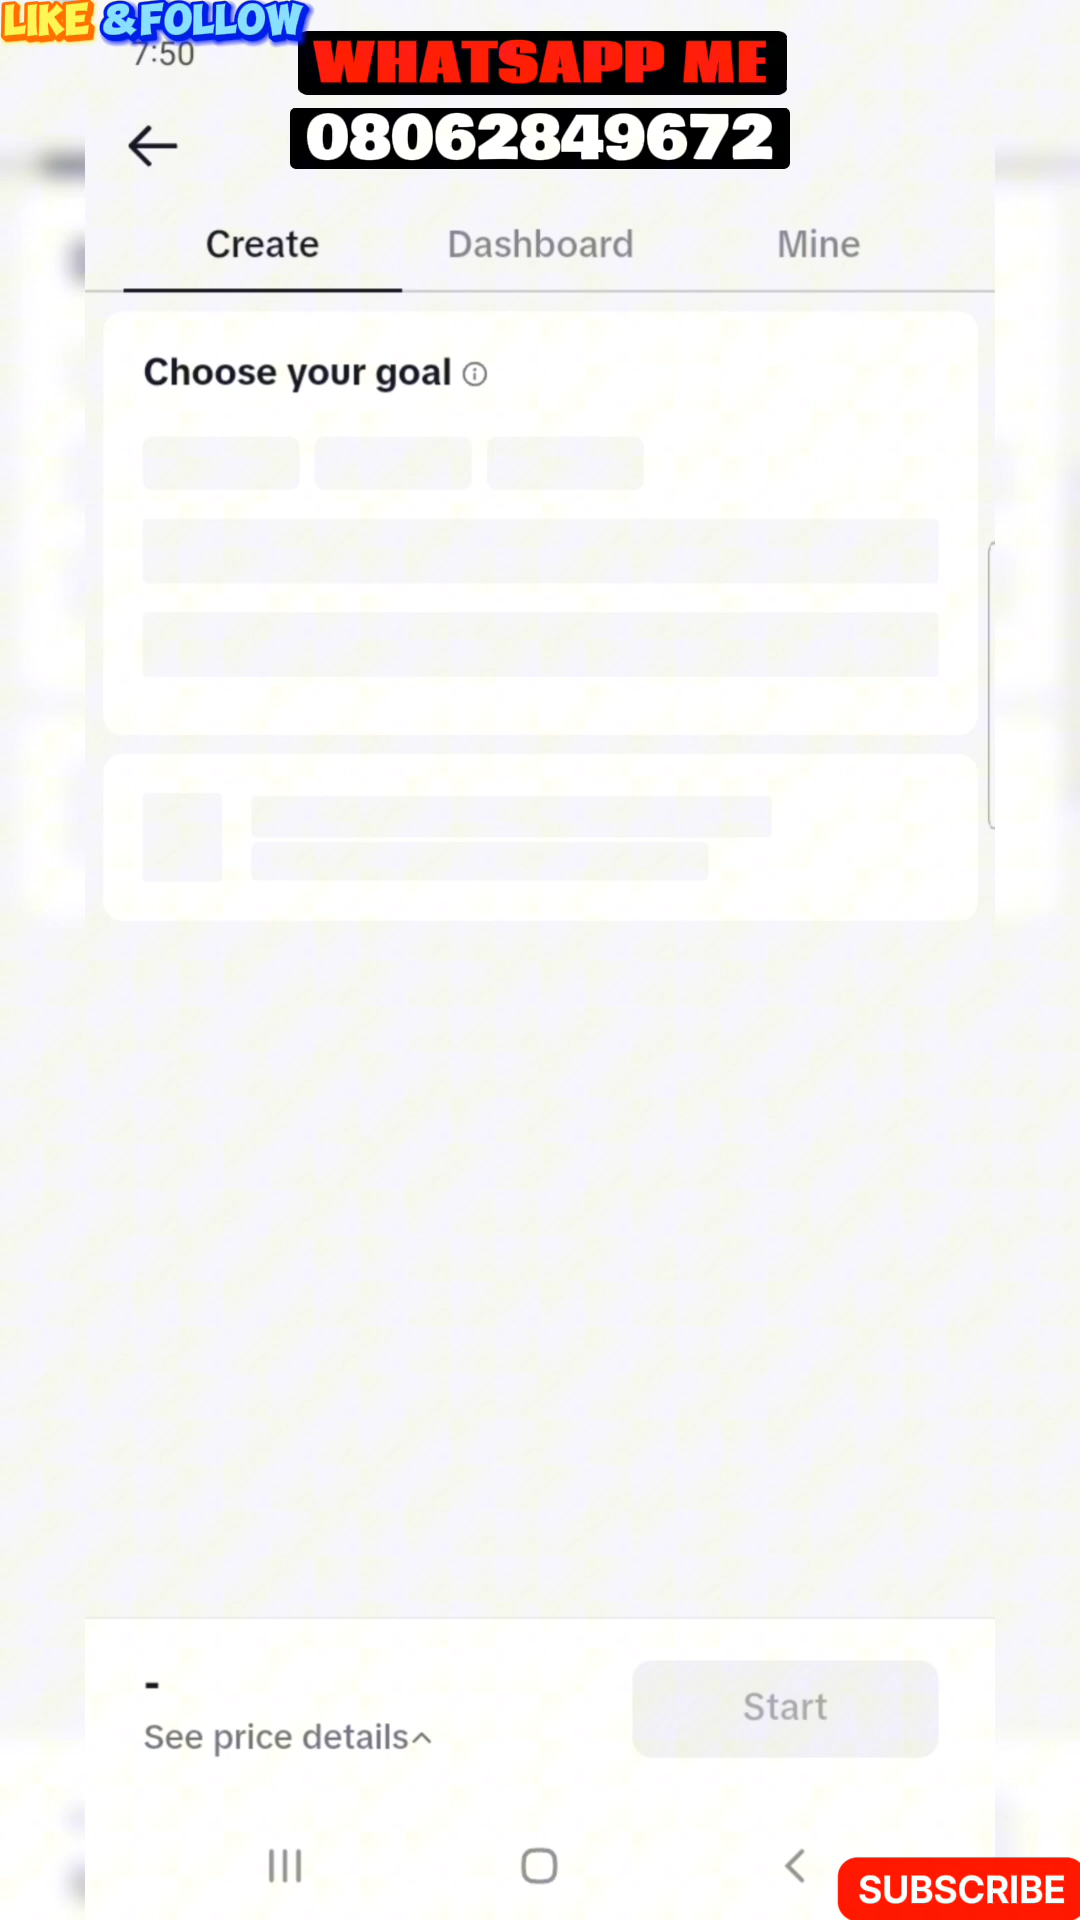 LIKE &FOLLOW
7:50
WHATSAPP ME
08062849672
Create Dashboard Mine
Choose your goal
-
See price details
Start
SUBSCRIBE